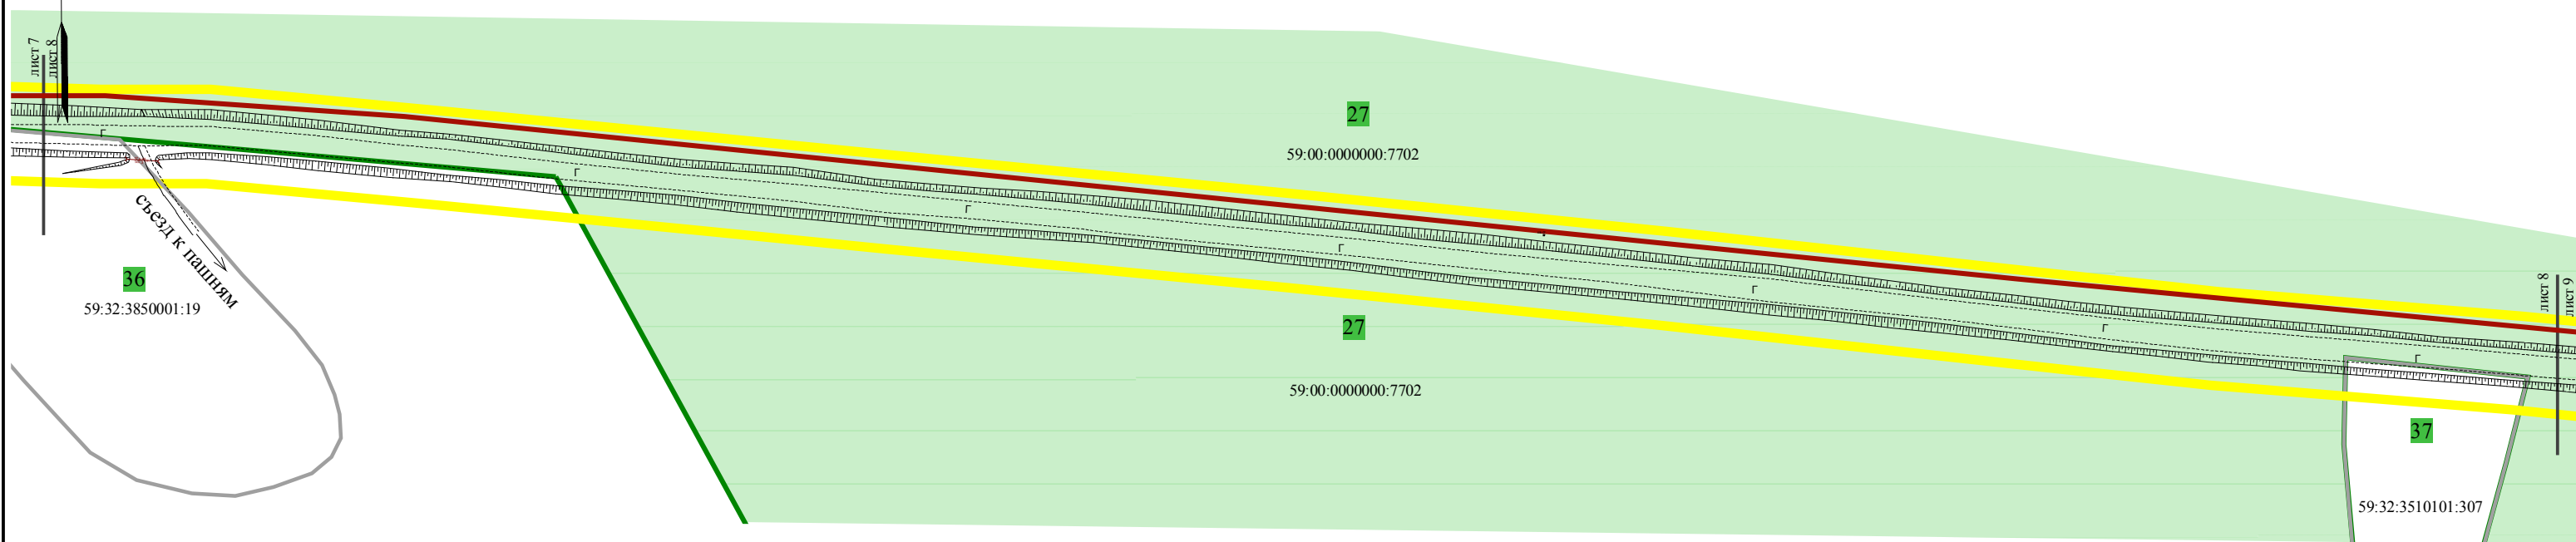 лист 7
лист 8
Г
съезд к пашням
36
59:32:3850001:19
Г
Г
27
59:00:0000000:7702
Г
27
59:00:0000000:7702
Г
Г
Г
37
59:32:3510101:307
лист 8
лист 9